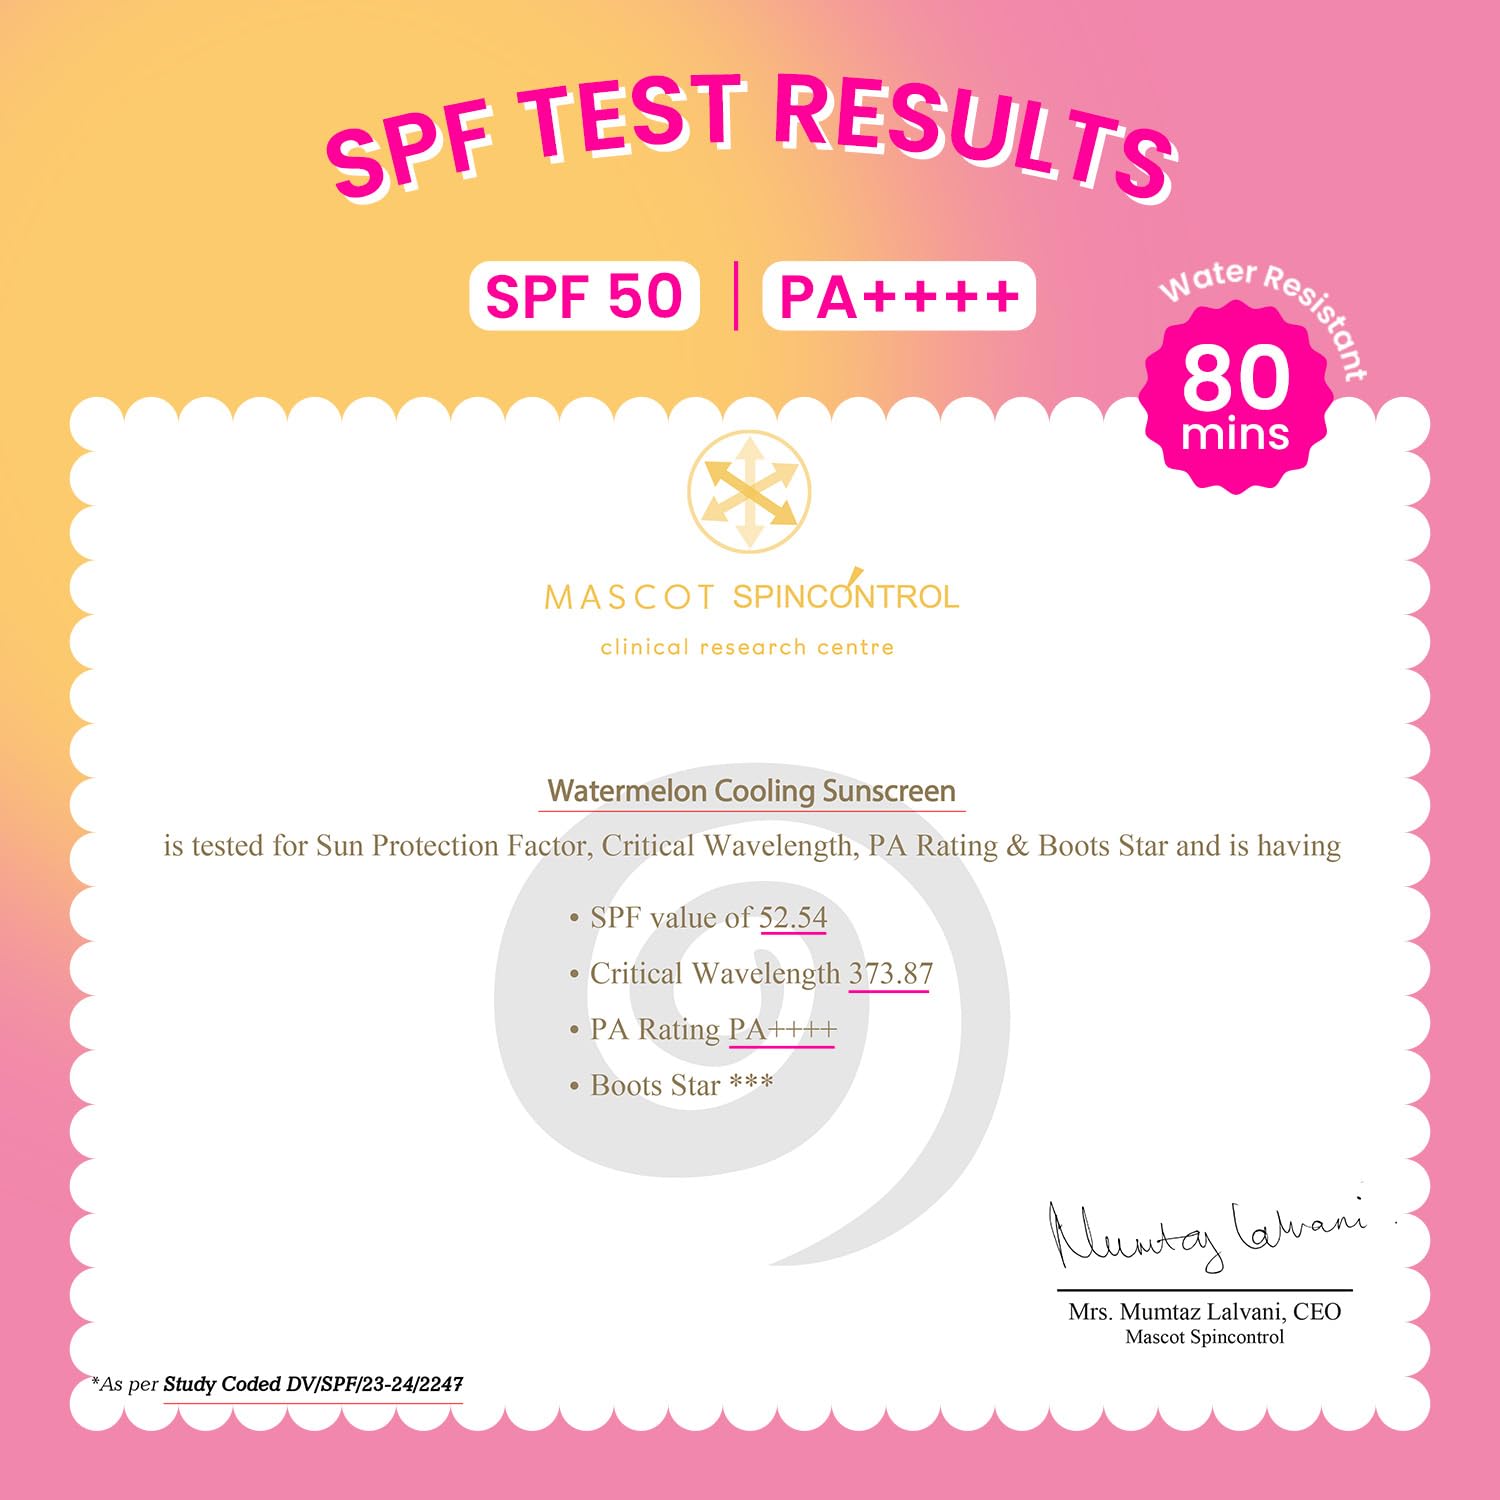 SPF TEST RESULTS
SPF 50 | PA++++
Water Resistant
80
mins
MASCOT SPINCONTROL
clinical research centre
Watermelon Cooling Sunscreen
is tested for Sun Protection Factor, Critical Wavelength, PA Rating & Boots Star and is having
• SPF value of 52.54
• Critical Wavelength 373.87
• PA Rating PA++++
• Boots Star ***
Mumtaz Lalvani
Mrs. Mumtaz Lalvani, CEO
Mascot Spincontrol
*As per Study Coded DV/SPF/23-24/2247